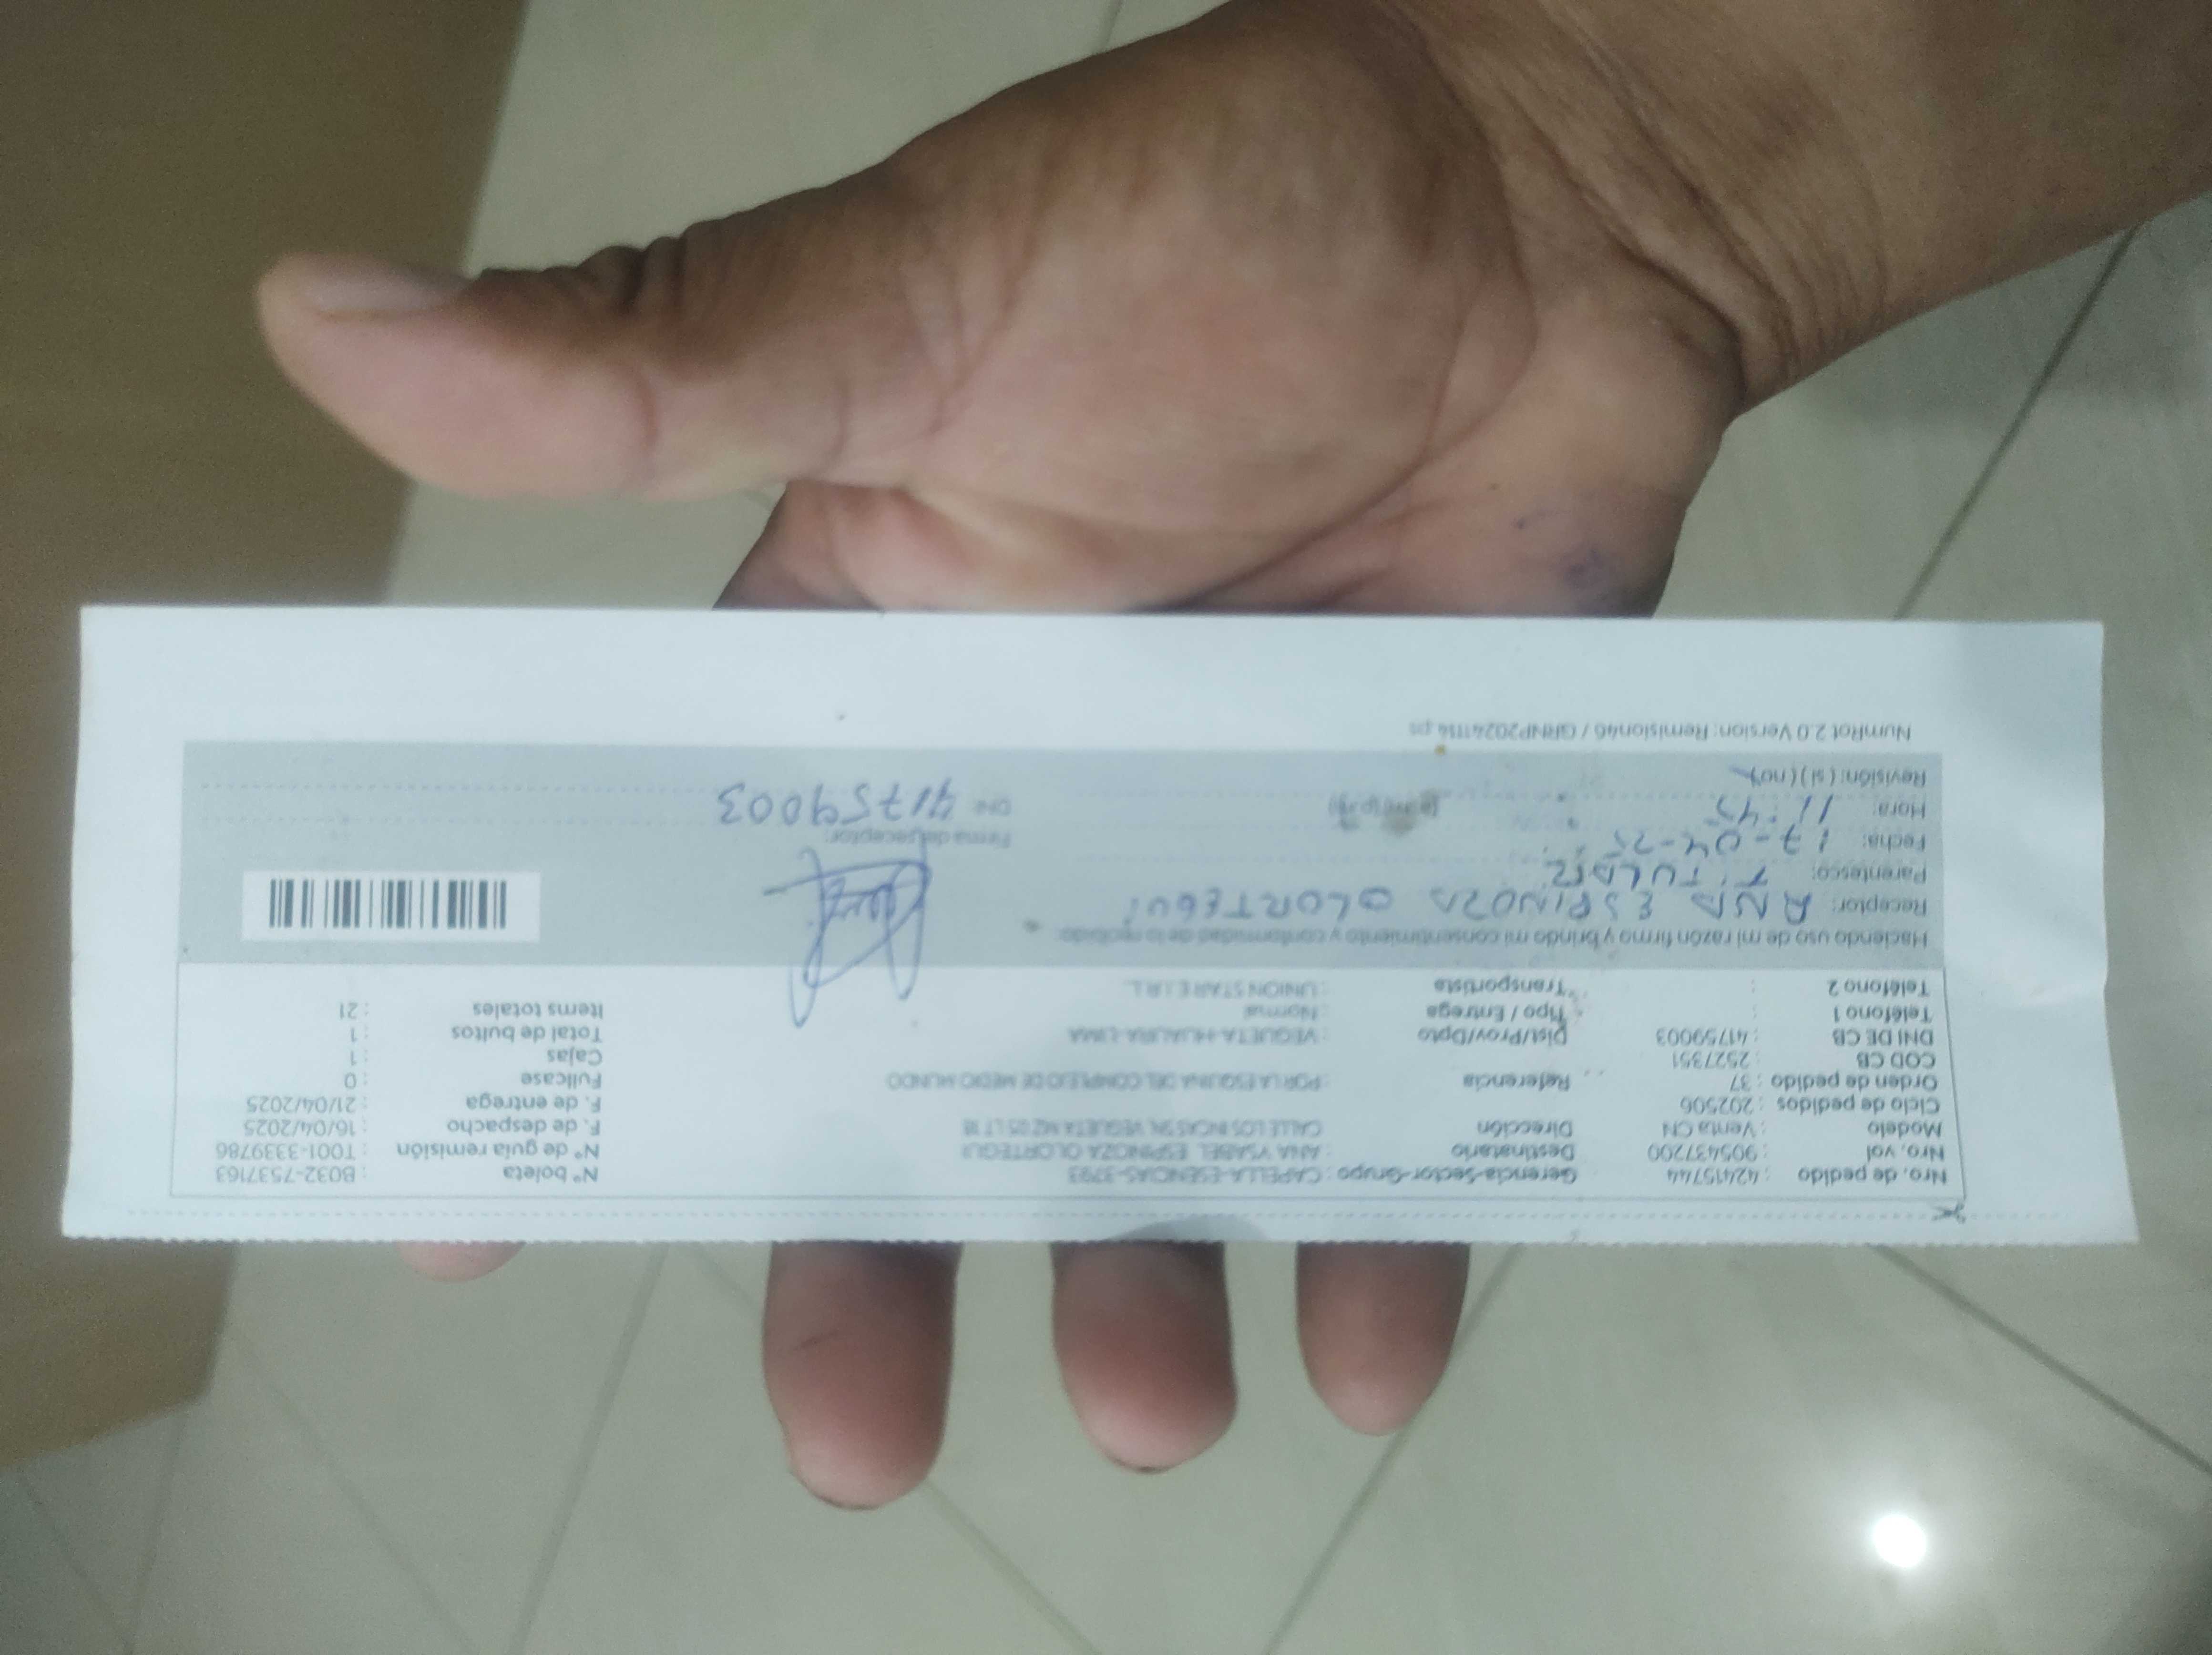 Nro. de pedido : 42415744 Gerencia-Sector-Grupo : CAPELLA-ESENCIAS-3793 N° boleta : B032-7537163
Nro. vol : 905437200 Destinatario : ANA YSABEL ESPINOZA OLORTEGUI N° de guía remisión : T001-3339786
Modelo : Venta CN Dirección CALLE LOS INCAS SN, VEGUETA MZ 05 LT 18 F. de despacho : 16/04/2025
Ciclo de pedidos : 202506 F. de entrega : 21/04/2025
Orden de pedido : 37 Referencia : POR LA ESQUINA DEL COMPLEJO DE MEDIO MUNDO Fullcase : 0
COD CB : 2527351 Cajas : 1
DNI DE CB : 41759003 Dist/Prov/Dpto : VEGUETA-HUAURA-LIMA Total de bultos : 1
Teléfono 1 : Tipo / Entrega : Normal Items totales : 21
Teléfono 2 : Transportista : UNION STAR E.I.R.L.
Haciendo uso de mi razón firmo y brindo mi consentimiento y conformidad de lo recibido:
Receptor: ANA ESPINOZA OLORTEGUI
Parentesco: TITULAR
Fecha: 17-04-25 Firma del receptor:
Hora: 11:45 DNI: 41759003
Revisión: (si) (no)
NumRot 2.0 Version: Remision46 / GRNP20241114